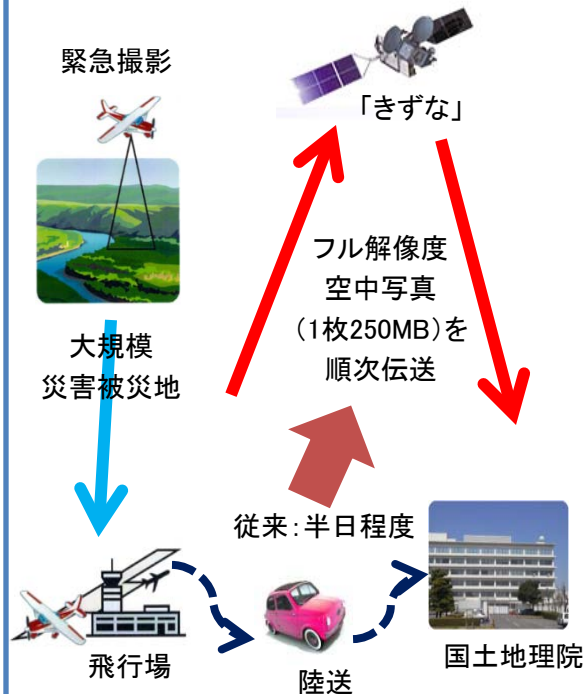 緊急撮影
「きずな」
フル解像度
空中写真
（1枚250MB）を
順次伝送
大規模
災害被災地
従来：半日程度
飛行場
陸送
国土地理院